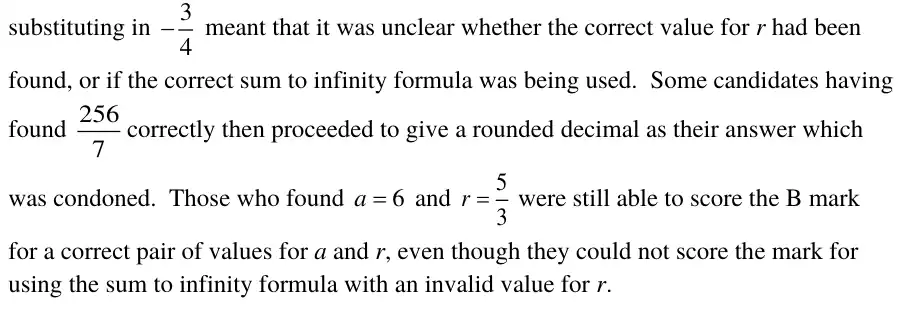 substituting in −3/4 meant that it was unclear whether the correct value for r had been
found, or if the correct sum to infinity formula was being used. Some candidates having
found 256/7 correctly then proceeded to give a rounded decimal as their answer which
was condoned. Those who found a = 6 and r = 5/3 were still able to score the B mark
for a correct pair of values for a and r, even though they could not score the mark for
using the sum to infinity formula with an invalid value for r.